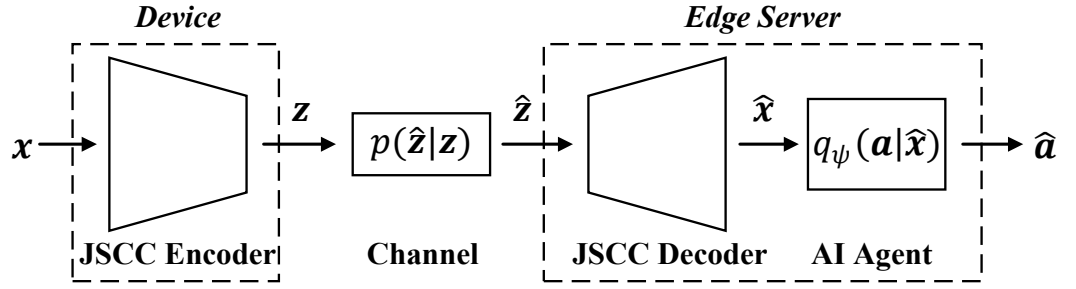 Device
Edge Server
x
z
p(ẑ|z)
ẑ
x̂
q_ψ(a|x̂)
â
JSCC Encoder
Channel
JSCC Decoder
AI Agent